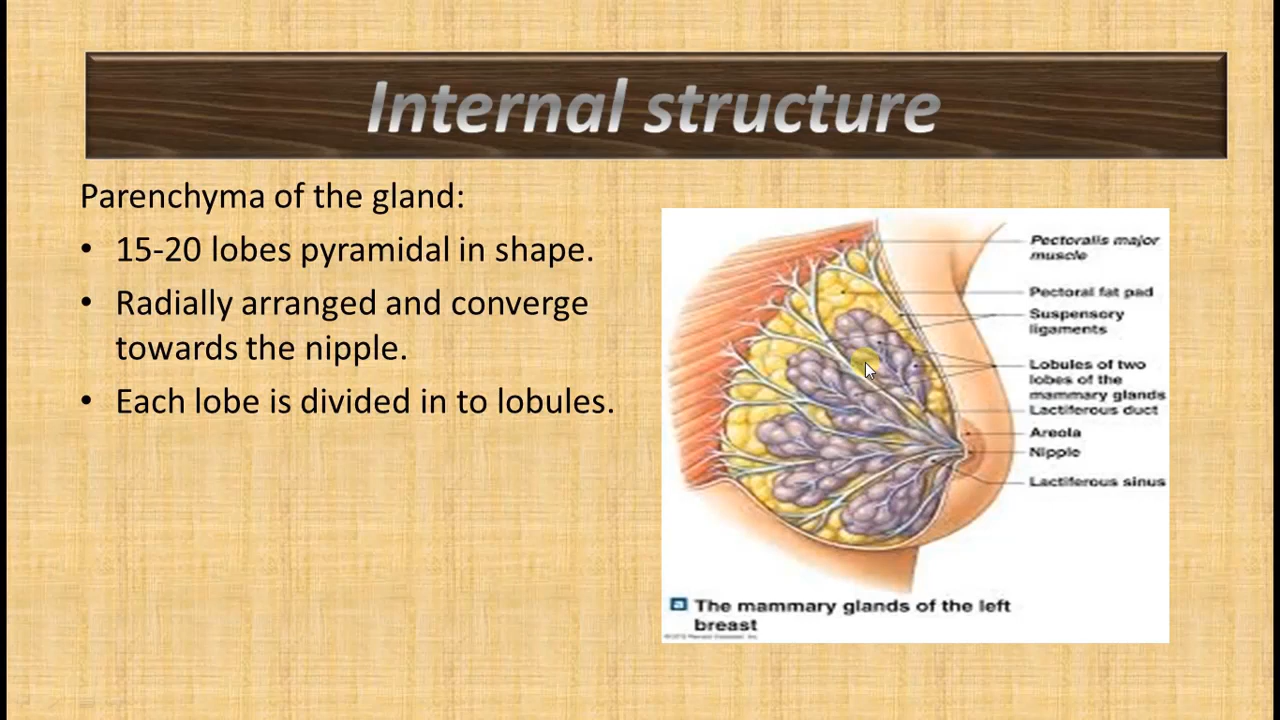 Internal structure
Parenchyma of the gland:
• 15-20 lobes pyramidal in shape.
• Radially arranged and converge
towards the nipple.
• Each lobe is divided in to lobules.
Pectoralis major
muscle
Pectoral fat pad
Suspensory
ligaments
Lobules of two
lobes of the
mammary glands
Lactiferous duct
Areola
Nipple
Lactiferous sinus
a The mammary glands of the left
breast